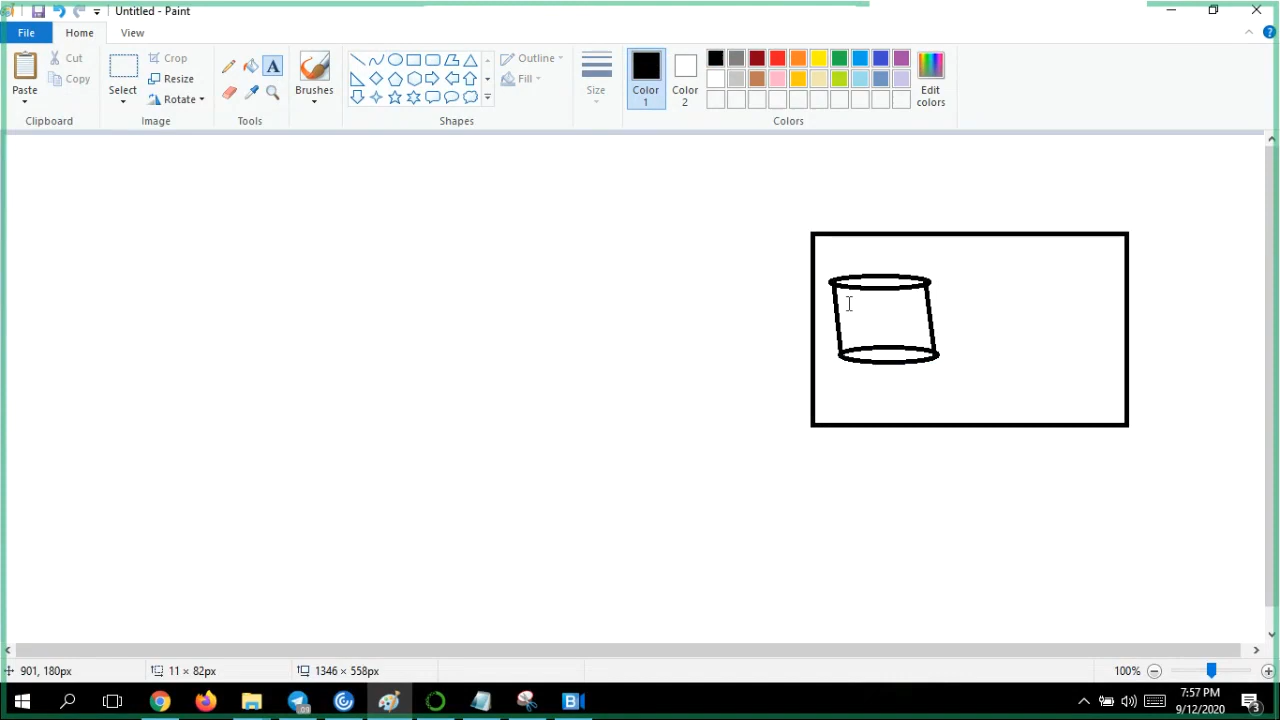 Untitled - Paint
File
Home
View
Paste
Cut
Copy
Clipboard
Select
Crop
Resize
Rotate
Image
A
Tools
Brushes
Outline
Fill
Shapes
Size
Color
1
Color
2
Edit
colors
Colors
901, 180px
11 × 82px
1346 × 558px
100%
7:57 PM
9/12/2020
3